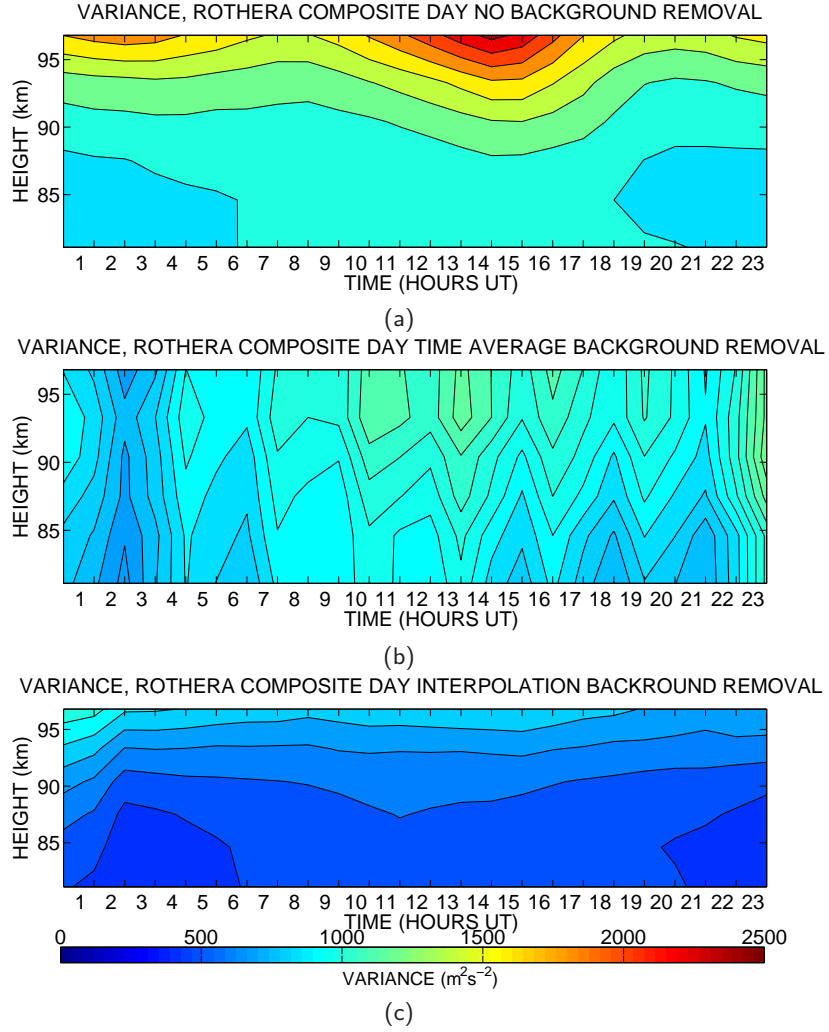 VARIANCE, ROTHERA COMPOSITE DAY NO BACKGROUND REMOVAL
95
90
85
HEIGHT (km)
1 2 3 4 5 6 7 8 9 10 11 12 13 14 15 16 17 18 19 20 21 22 23
TIME (HOURS UT)
(a)
VARIANCE, ROTHERA COMPOSITE DAY TIME AVERAGE BACKGROUND REMOVAL
95
90
85
HEIGHT (km)
1 2 3 4 5 6 7 8 9 10 11 12 13 14 15 16 17 18 19 20 21 22 23
TIME (HOURS UT)
(b)
VARIANCE, ROTHERA COMPOSITE DAY INTERPOLATION BACKROUND REMOVAL
95
90
85
HEIGHT (km)
1 2 3 4 5 6 7 8 9 10 11 12 13 14 15 16 17 18 19 20 21 22 23
TIME (HOURS UT)
0 500 1000 1500 2000 2500
VARIANCE (m²s⁻²)
(c)